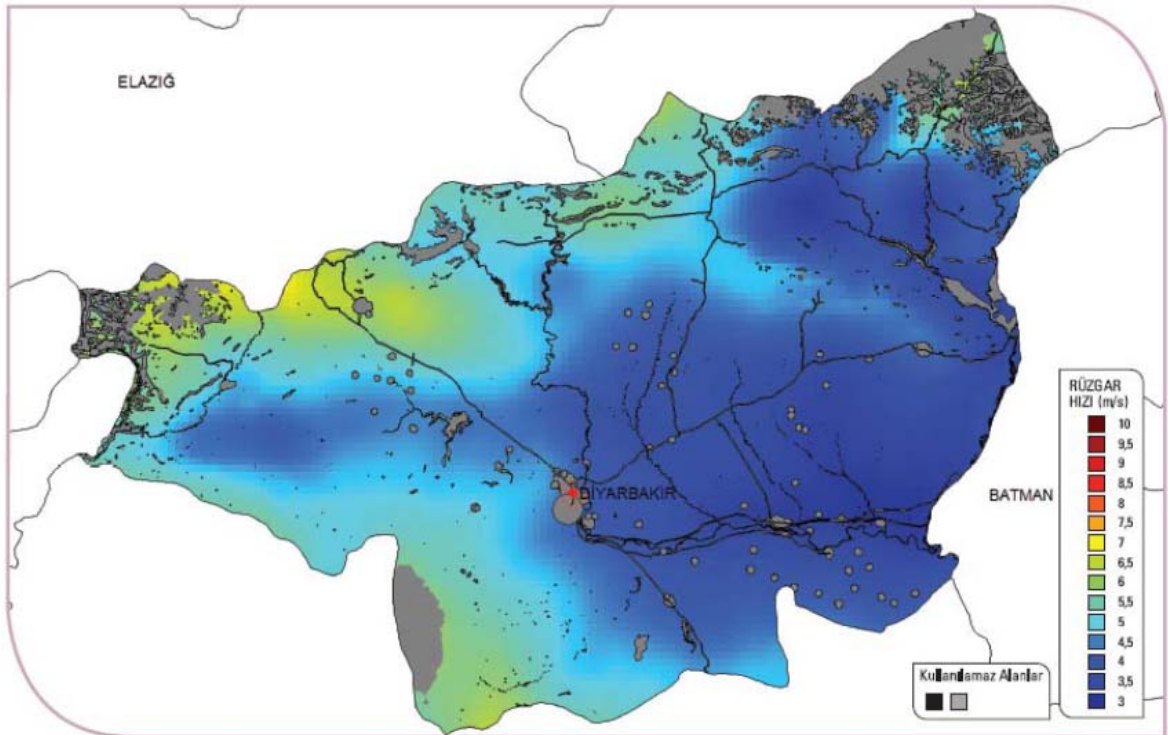 ELAZIĞ
DİYARBAKIR
BATMAN
RÜZGAR
HIZI (m/s)
10
9,5
9
8,5
8
7,5
7
6,5
6
5,5
5
4,5
4
3,5
3
Kullanılamaz Alanlar